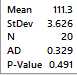 Mean 111.3
StDev 3.626
N 20
AD 0.329
P-Value 0.491